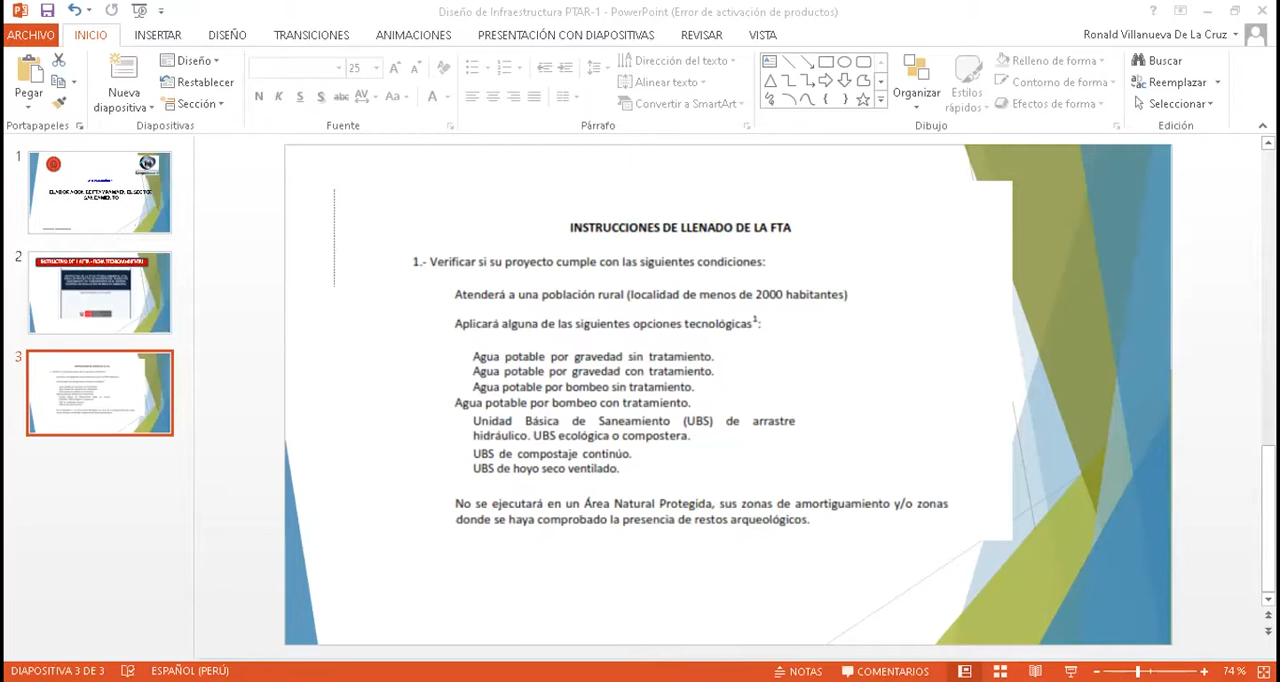 Diseño de Infraestructura PTAR-1 - PowerPoint (Error de activación de productos)
ARCHIVO INICIO INSERTAR DISEÑO TRANSICIONES ANIMACIONES PRESENTACIÓN CON DIAPOSITIVAS REVISAR VISTA Ronald Villanueva De La Cruz
Pegar
Nueva diapositiva
Diseño
Restablecer
Sección
25
N K S S abc AV Aa A
Dirección del texto
Alinear texto
Convertir a SmartArt
Organizar
Estilos rápidos
Relleno de forma
Contorno de forma
Efectos de forma
Buscar
Reemplazar
Seleccionar
Portapapeles Diapositivas Fuente Párrafo Dibujo Edición
1
2
3
INSTRUCCIONES DE LLENADO DE LA FTA
1.- Verificar si su proyecto cumple con las siguientes condiciones:
Atenderá a una población rural (localidad de menos de 2000 habitantes)
Aplicará alguna de las siguientes opciones tecnológicas1:
Agua potable por gravedad sin tratamiento.
Agua potable por gravedad con tratamiento.
Agua potable por bombeo sin tratamiento.
Agua potable por bombeo con tratamiento.
Unidad Básica de Saneamiento (UBS) de arrastre
hidráulico. UBS ecológica o compostera.
UBS de compostaje continúo.
UBS de hoyo seco ventilado.
No se ejecutará en un Área Natural Protegida, sus zonas de amortiguamiento y/o zonas
donde se haya comprobado la presencia de restos arqueológicos.
DIAPOSITIVA 3 DE 3 ESPAÑOL (PERÚ) NOTAS COMENTARIOS 74 %